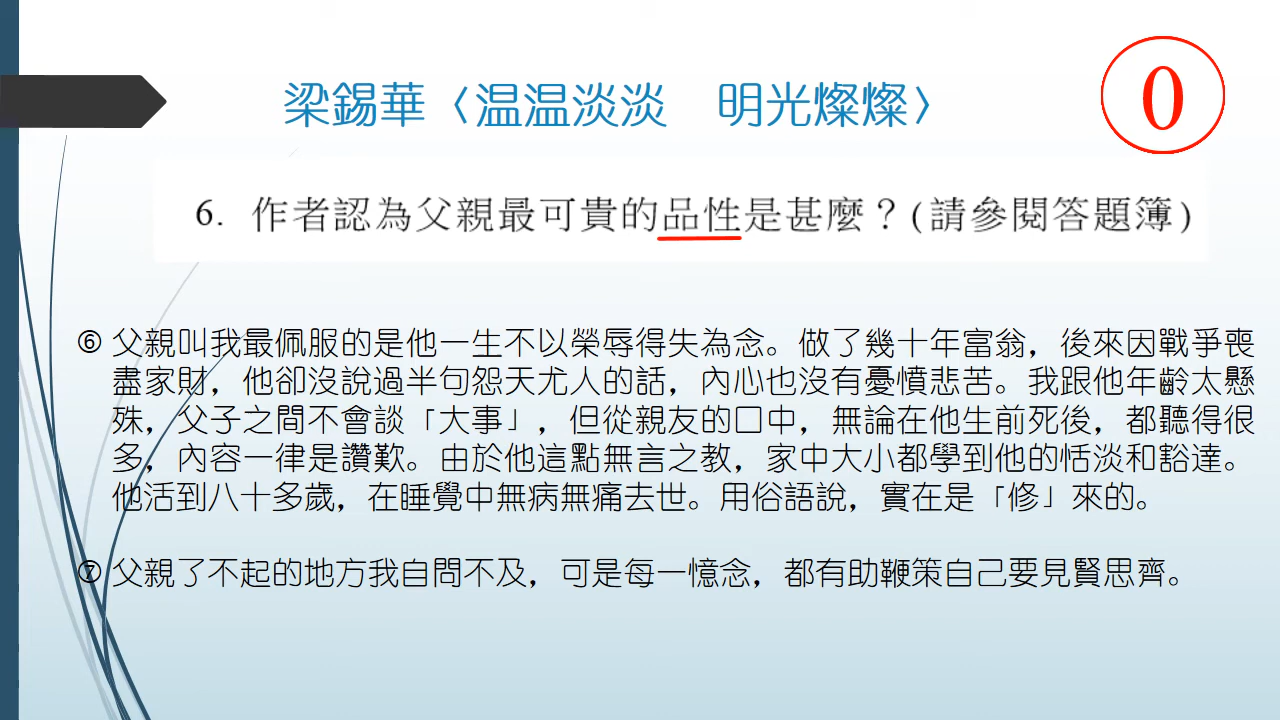 梁錫華〈温温淡淡　明光燦燦〉
0
6. 作者認為父親最可貴的品性是甚麼？(請參閱答題簿)
⑥ 父親叫我最佩服的是他一生不以榮辱得失為念。做了幾十年富翁，後來因戰爭喪
盡家財，他卻沒說過半句怨天尤人的話，內心也沒有憂憤悲苦。我跟他年齡太懸
殊，父子之間不會談「大事」，但從親友的口中，無論在他生前死後，都聽得很
多，內容一律是讚歎。由於他這點無言之教，家中大小都學到他的恬淡和豁達。
他活到八十多歲，在睡覺中無病無痛去世。用俗語說，實在是「修」來的。
⑦ 父親了不起的地方我自問不及，可是每一憶念，都有助鞭策自己要見賢思齊。